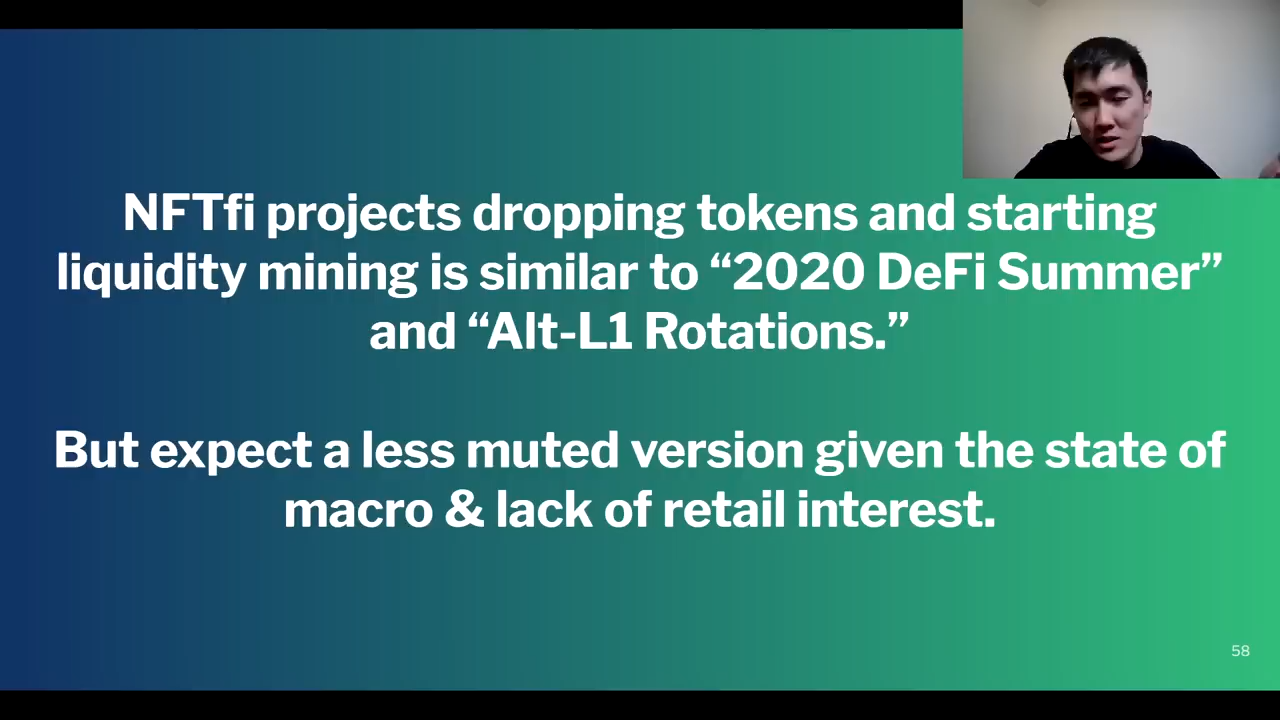 NFTfi projects dropping tokens and starting
liquidity mining is similar to “2020 DeFi Summer”
and “Alt-L1 Rotations.”
But expect a less muted version given the state of
macro & lack of retail interest.
58